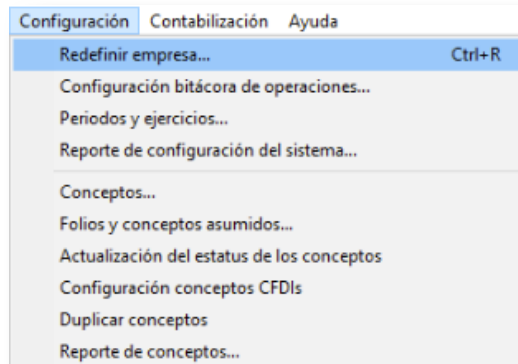 Configuración Contabilización Ayuda
Redefinir empresa... Ctrl+R
Configuración bitácora de operaciones...
Periodos y ejercicios...
Reporte de configuración del sistema...
Conceptos...
Folios y conceptos asumidos...
Actualización del estatus de los conceptos
Configuración conceptos CFDIs
Duplicar conceptos
Reporte de conceptos...